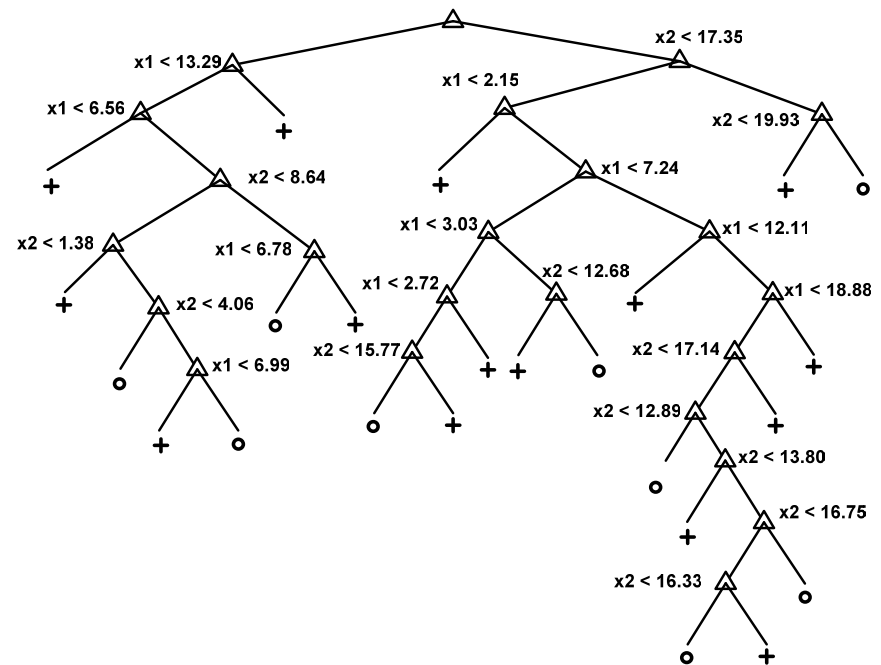 x2 < 17.35
x1 < 13.29
x1 < 2.15
x1 < 6.56
x2 < 19.93
x2 < 8.64
x1 < 7.24
x2 < 1.38
x1 < 6.78
x1 < 3.03
x1 < 12.11
x2 < 4.06
x1 < 2.72
x2 < 12.68
x1 < 18.88
x1 < 6.99
x2 < 15.77
x2 < 17.14
x2 < 12.89
x2 < 13.80
x2 < 16.75
x2 < 16.33